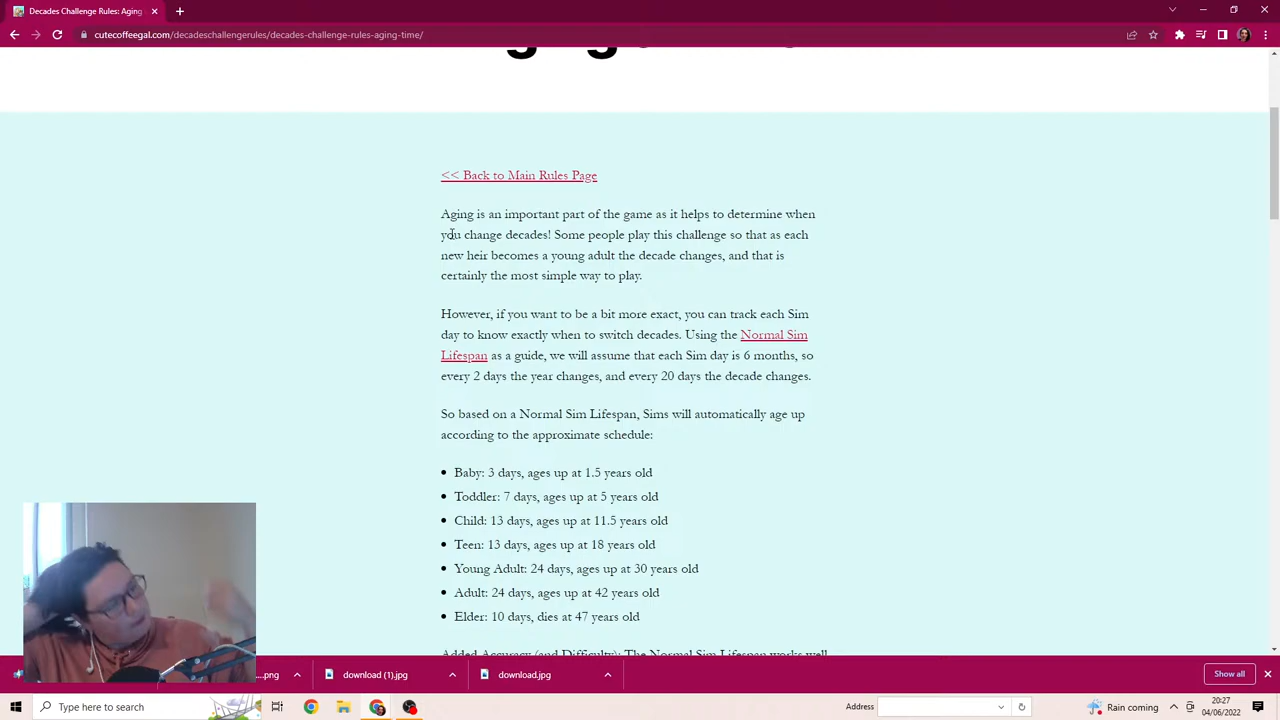 Decades Challenge Rules: Aging
cutecoffeegal.com/decadeschallengerules/decades-challenge-rules-aging-time/
<< Back to Main Rules Page
Aging is an important part of the game as it helps to determine when
you change decades! Some people play this challenge so that as each
new heir becomes a young adult the decade changes, and that is
certainly the most simple way to play.
However, if you want to be a bit more exact, you can track each Sim
day to know exactly when to switch decades. Using the Normal Sim
Lifespan as a guide, we will assume that each Sim day is 6 months, so
every 2 days the year changes, and every 20 days the decade changes.
So based on a Normal Sim Lifespan, Sims will automatically age up
according to the approximate schedule:
• Baby: 3 days, ages up at 1.5 years old
• Toddler: 7 days, ages up at 5 years old
• Child: 13 days, ages up at 11.5 years old
• Teen: 13 days, ages up at 18 years old
• Young Adult: 24 days, ages up at 30 years old
• Adult: 24 days, ages up at 42 years old
• Elder: 10 days, dies at 47 years old
Added Accuracy (and Difficulty): The Normal Sim Lifespan works well
....png
download (1).jpg
download.jpg
Show all
Type here to search
Address
Rain coming
20:27
04/06/2022